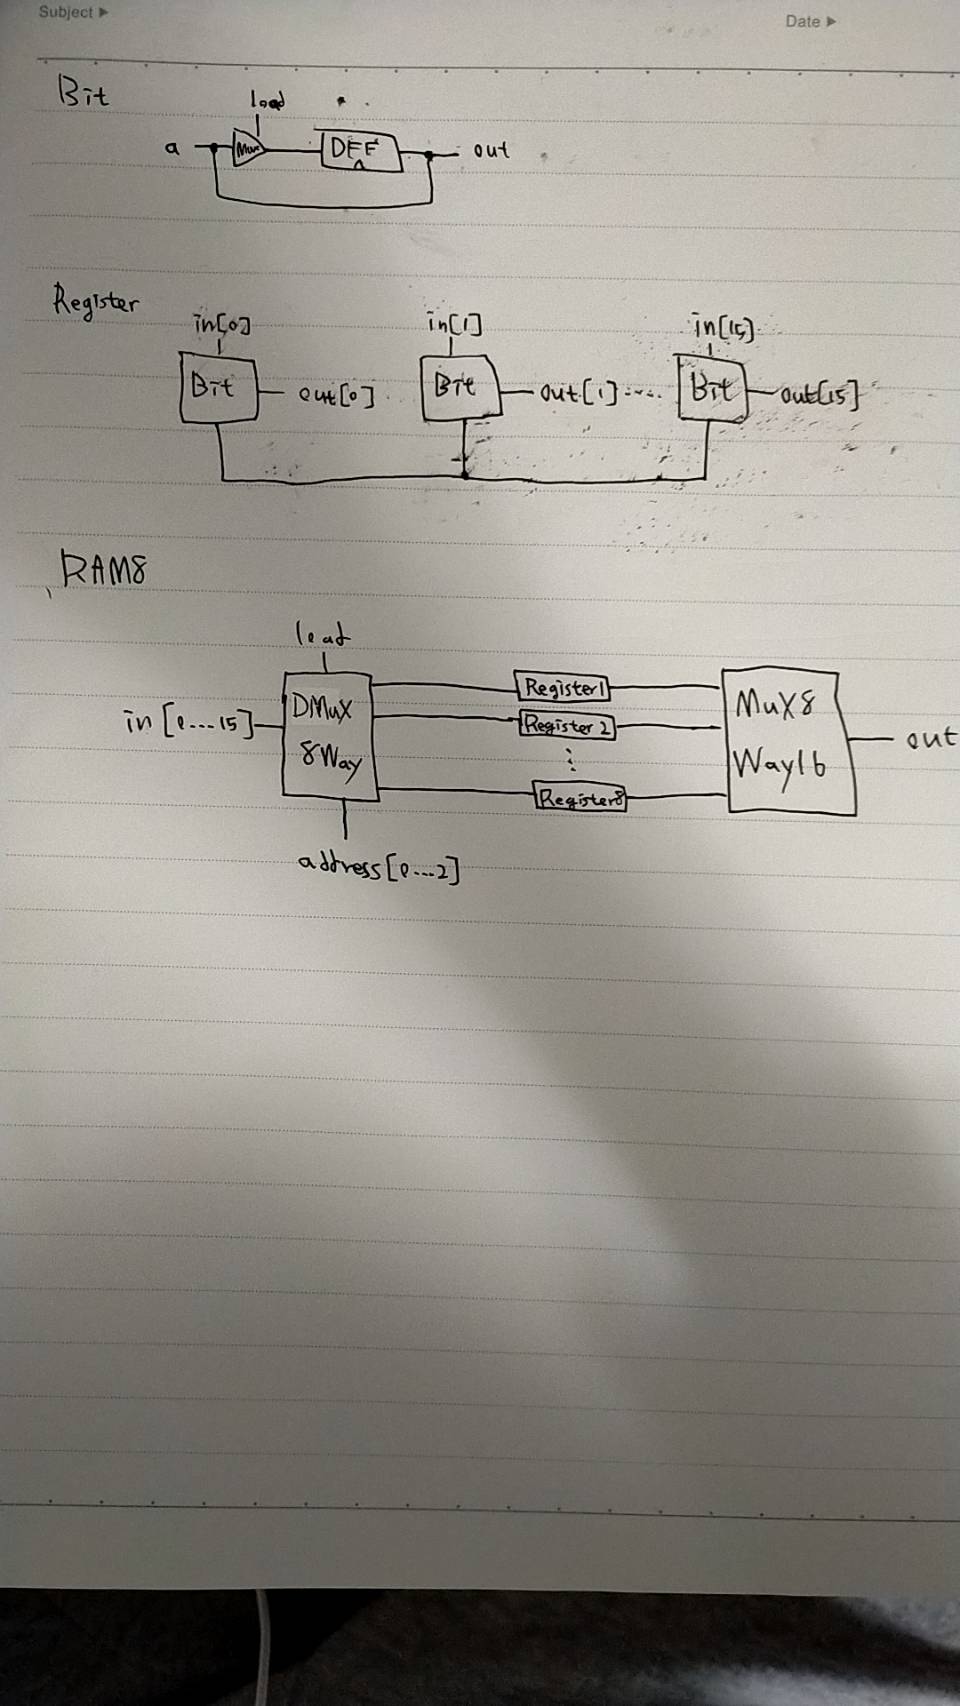 Subject ▶
Date ▶
Bit
load
a Mux DFF out
Register
in[0] in[1] in[15]
Bit out[0] Bit out[1] ..... Bit out[15]
RAM8
load
in[0...15] DMux 8Way
Register1
Register2
Register8
Mux8 Way16
out
address[0...2]